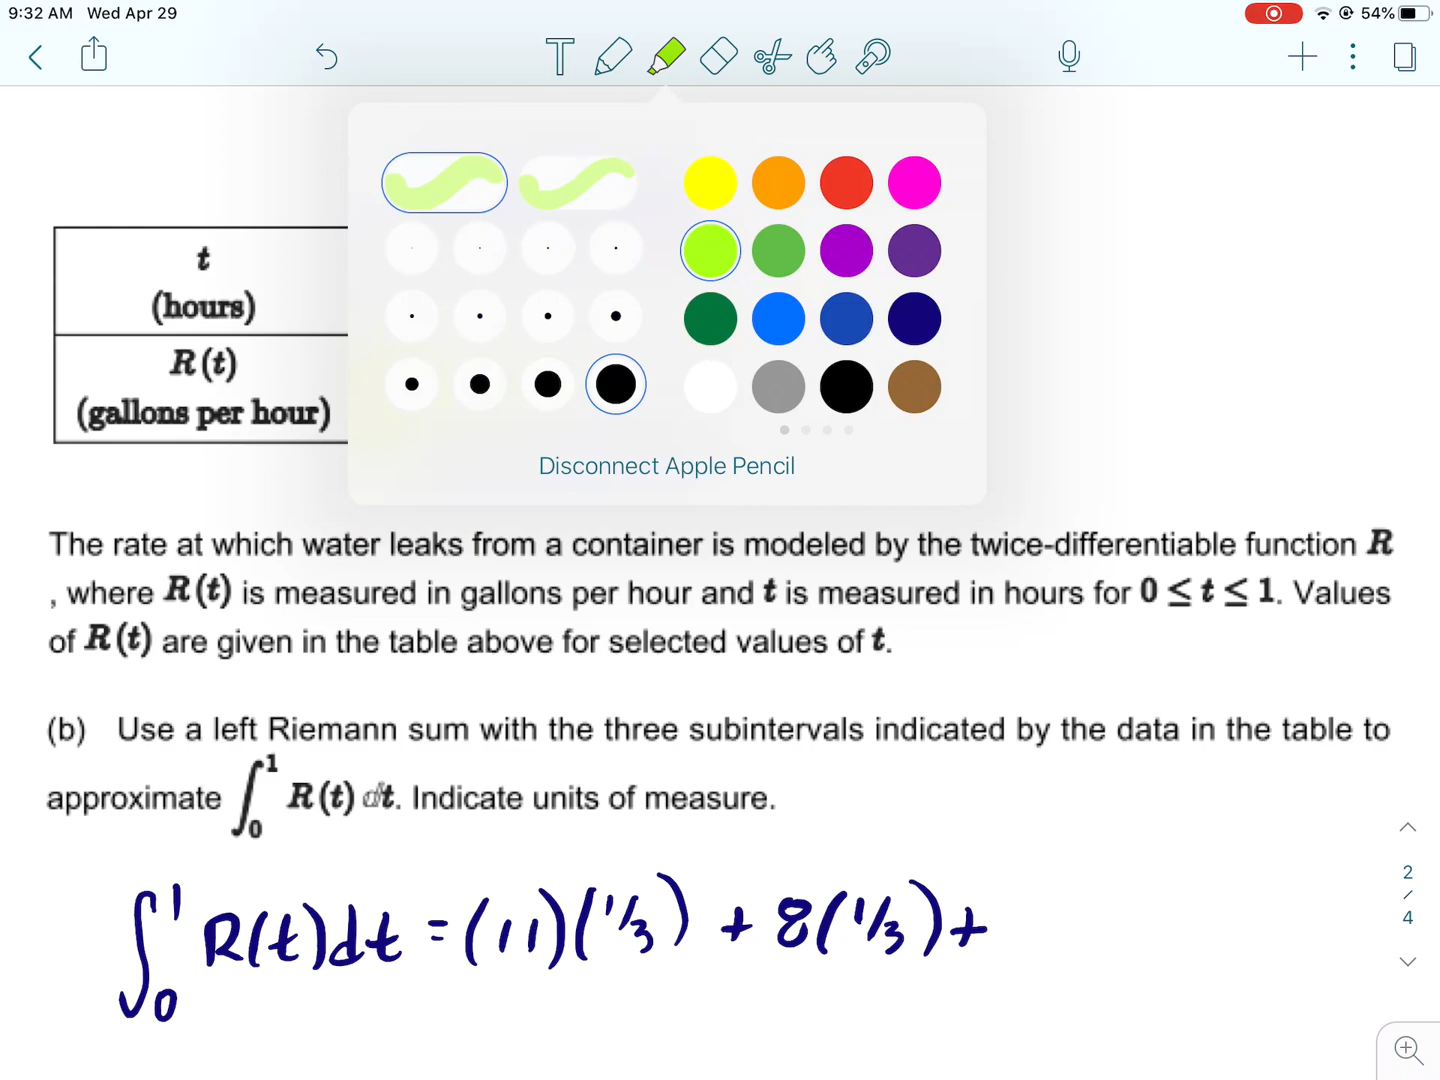 9:32 AM Wed Apr 29
54%
T
t
(hours)
R(t)
(gallons per hour)
Disconnect Apple Pencil
The rate at which water leaks from a container is modeled by the twice-differentiable function R
, where R(t) is measured in gallons per hour and t is measured in hours for 0 ≤ t ≤ 1. Values
of R(t) are given in the table above for selected values of t.
(b) Use a left Riemann sum with the three subintervals indicated by the data in the table to
approximate ∫₀¹ R(t) dt. Indicate units of measure.
2
/
4
∫₀¹ R(t)dt = (11)(1/3) + 8(1/3) +